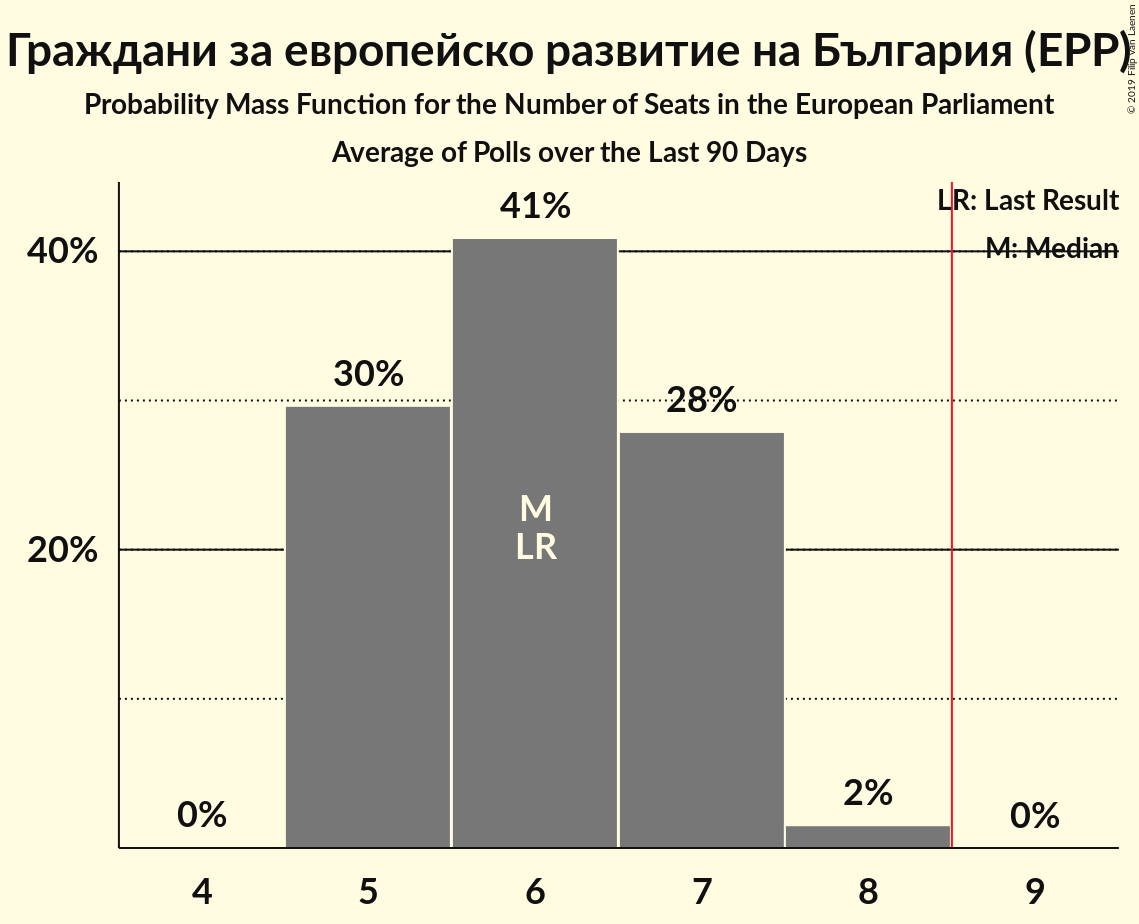 Граждани за европейско развитие на България (EPP)
Probability Mass Function for the Number of Seats in the European Parliament
Average of Polls over the Last 90 Days
© 2019 Filip van Laenen
LR: Last Result
M: Median
40%
20%
0%
30%
41%
28%
2%
0%
M
LR
4
5
6
7
8
9